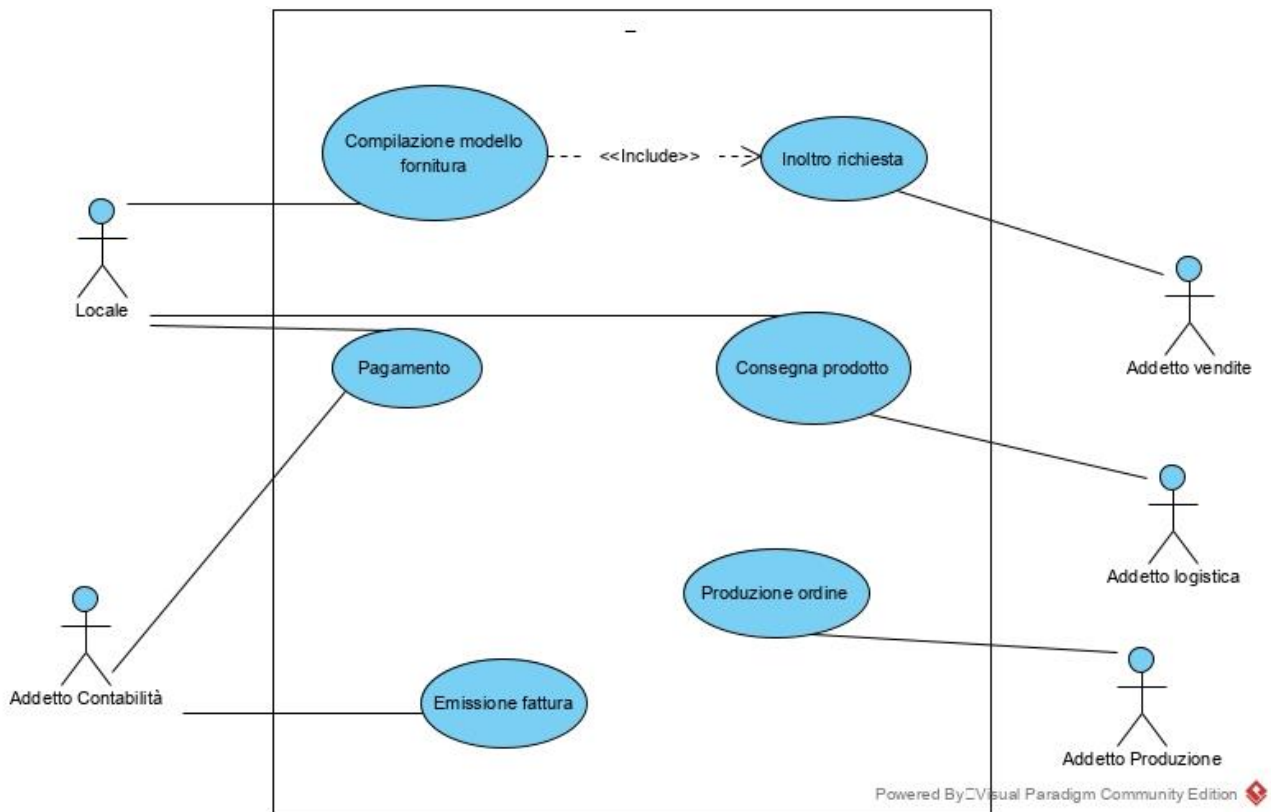 –
Compilazione modello
fornitura
<<Include>>
Inoltro richiesta
Locale
Addetto vendite
Pagamento
Consegna prodotto
Addetto logistica
Produzione ordine
Addetto Contabilità
Emissione fattura
Addetto Produzione
Powered By□Visual Paradigm Community Edition